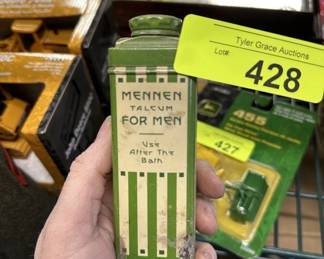 Tyler Grace Auctions
Lot#
428
MENNEN
TALCUM
FOR MEN
Use
After The
Bath
455
427